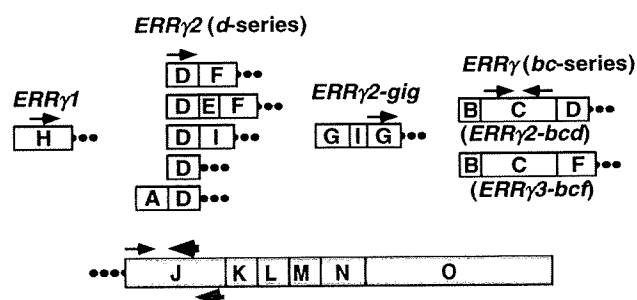 ERRγ2 (d-series)
D F
ERRγ1
H
D E F
ERRγ2-gig
G I G
ERRγ (bc-series)
B C D
(ERRγ2-bcd)
D I
D
B C F
(ERRγ3-bcf)
A D
J K L M N O